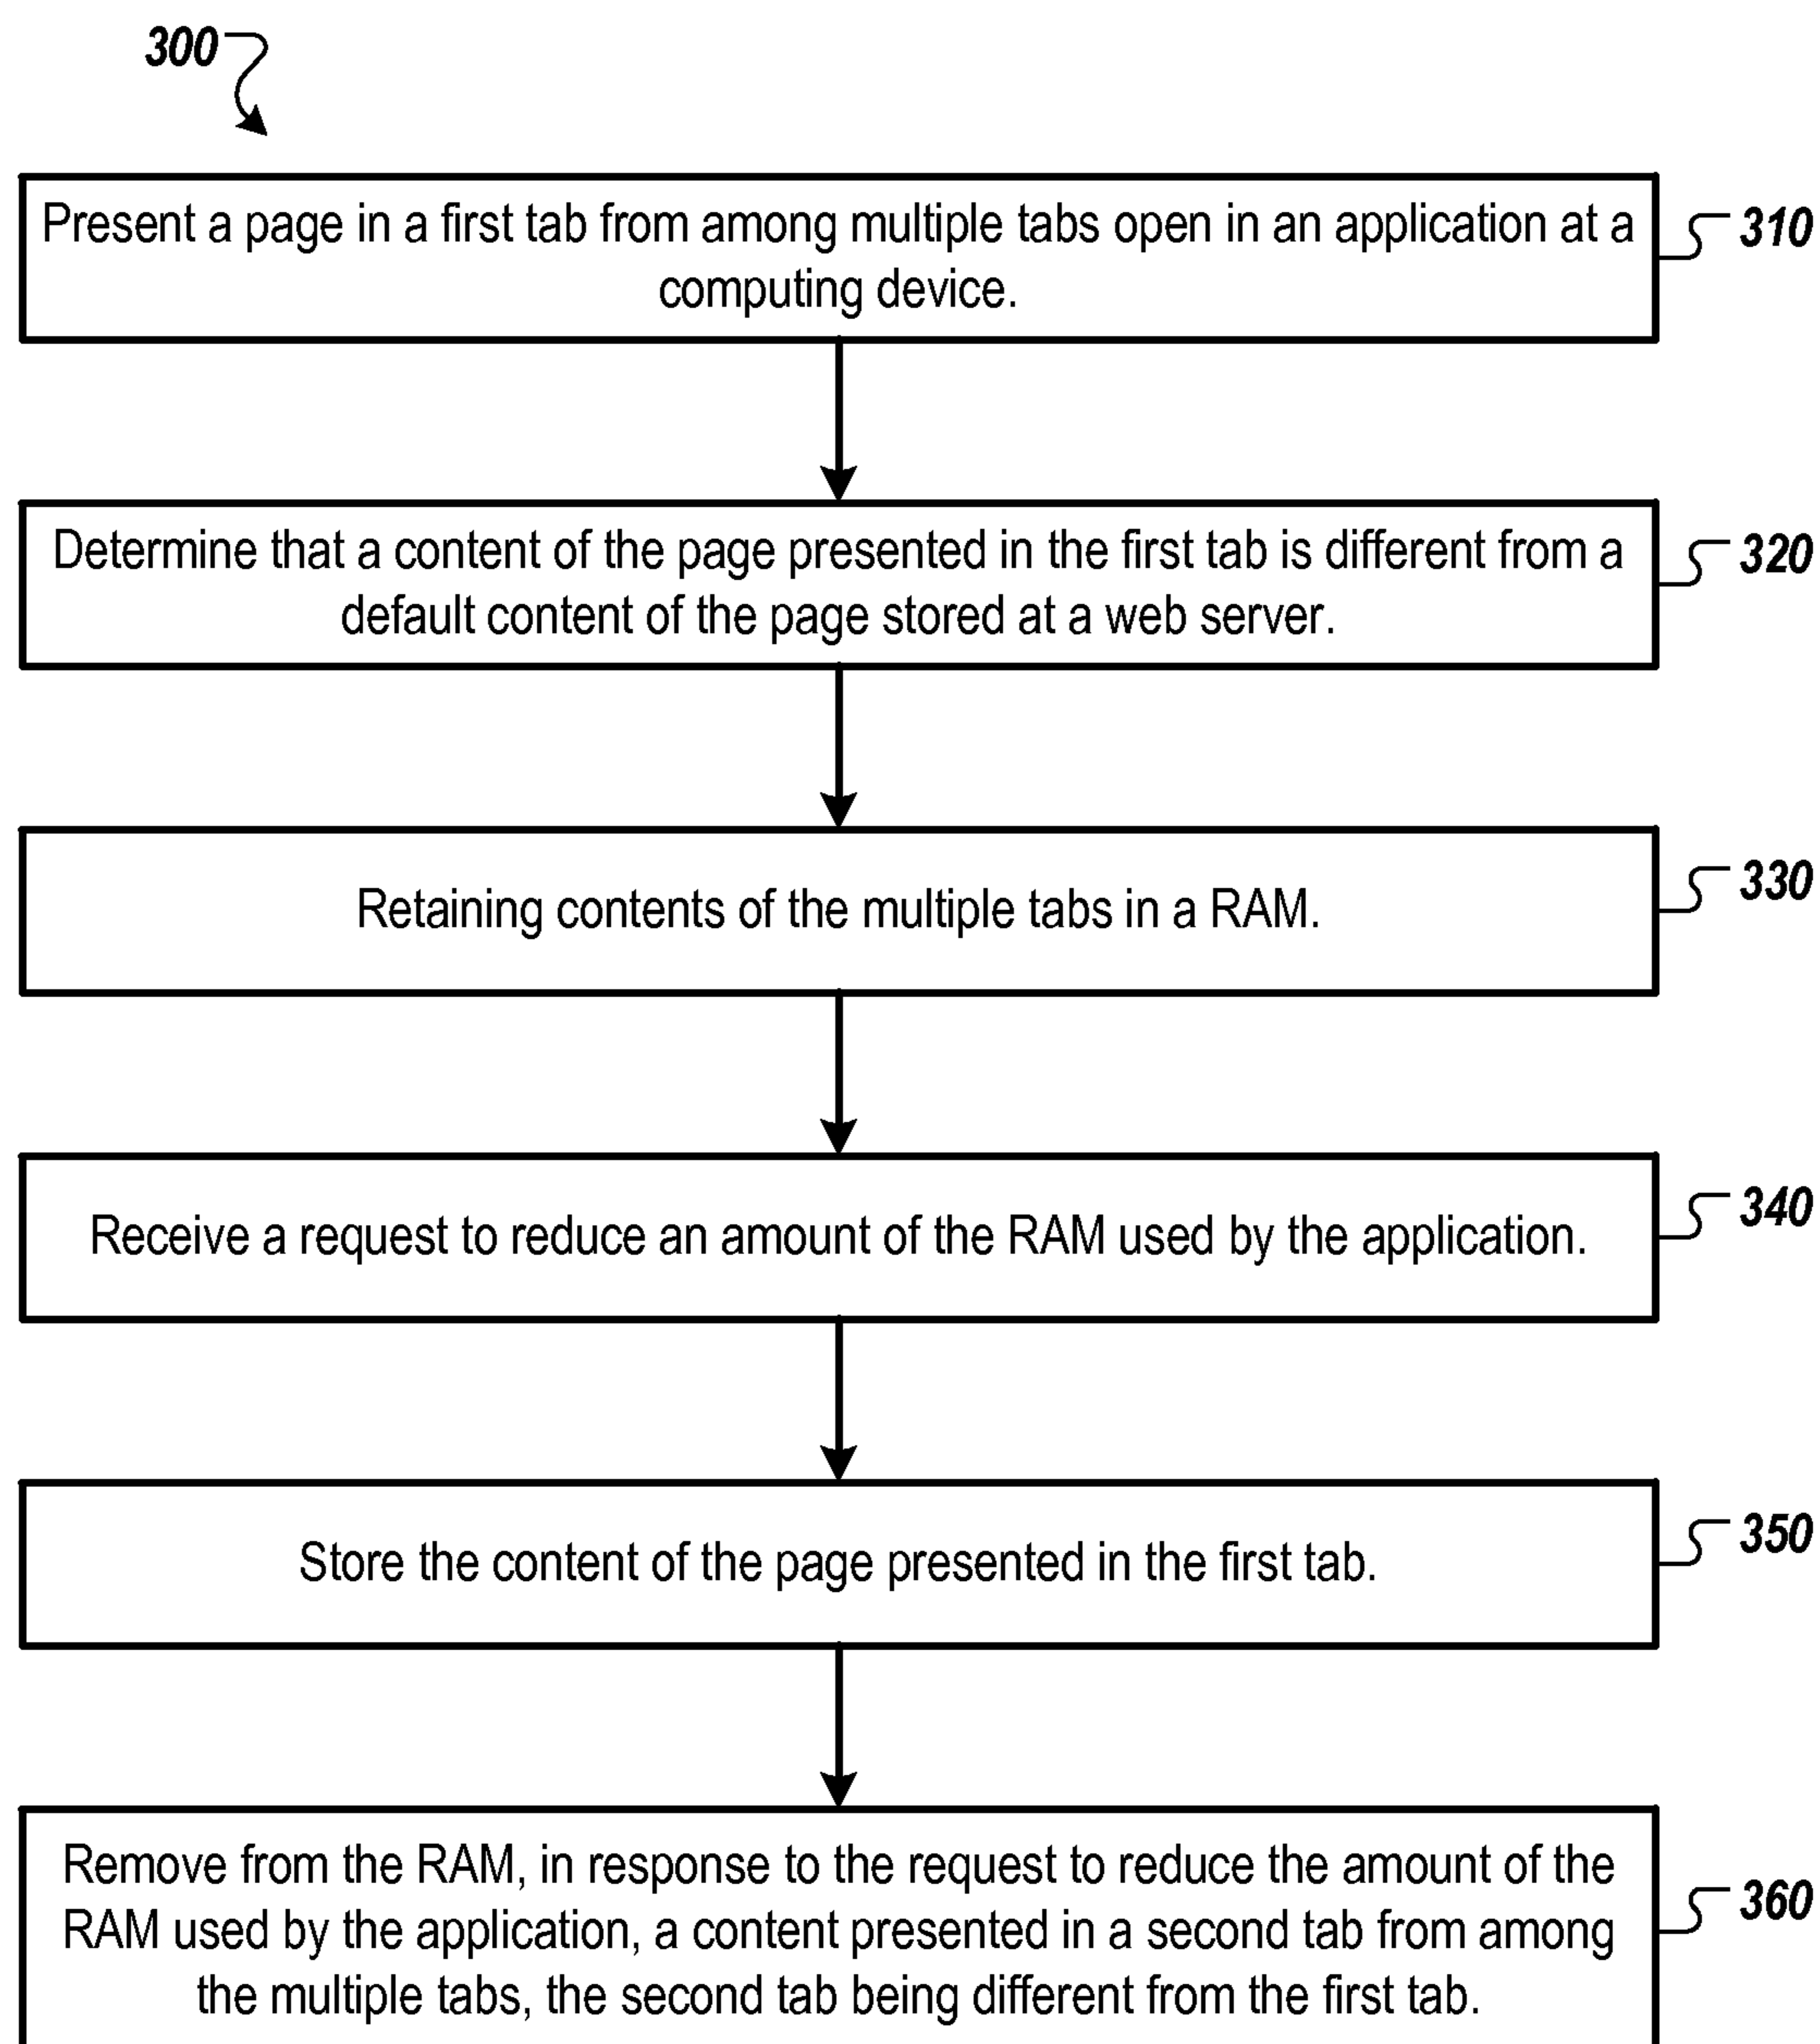 300
Present a page in a first tab from among multiple tabs open in an application at a
computing device.
310
Determine that a content of the page presented in the first tab is different from a
default content of the page stored at a web server.
320
Retaining contents of the multiple tabs in a RAM.
330
Receive a request to reduce an amount of the RAM used by the application.
340
Store the content of the page presented in the first tab.
350
Remove from the RAM, in response to the request to reduce the amount of the
RAM used by the application, a content presented in a second tab from among
the multiple tabs, the second tab being different from the first tab.
360